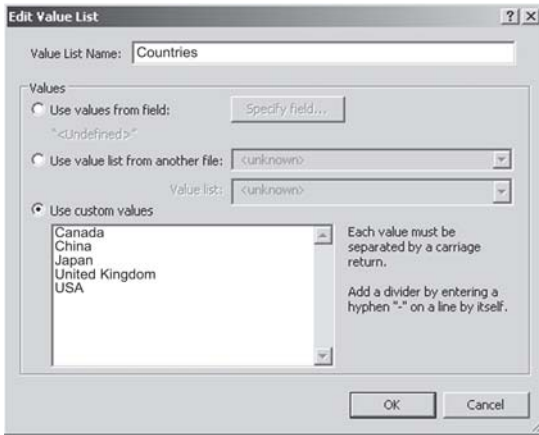 Edit Value List
Value List Name: Countries
Values
Use values from field: Specify field...
"<Undefined>"
Use value list from another file: <unknown>
Value list: <unknown>
Use custom values
Canada
China
Japan
United Kingdom
USA
Each value must be
separated by a carriage
return.
Add a divider by entering a
hyphen "-" on a line by itself.
OK Cancel